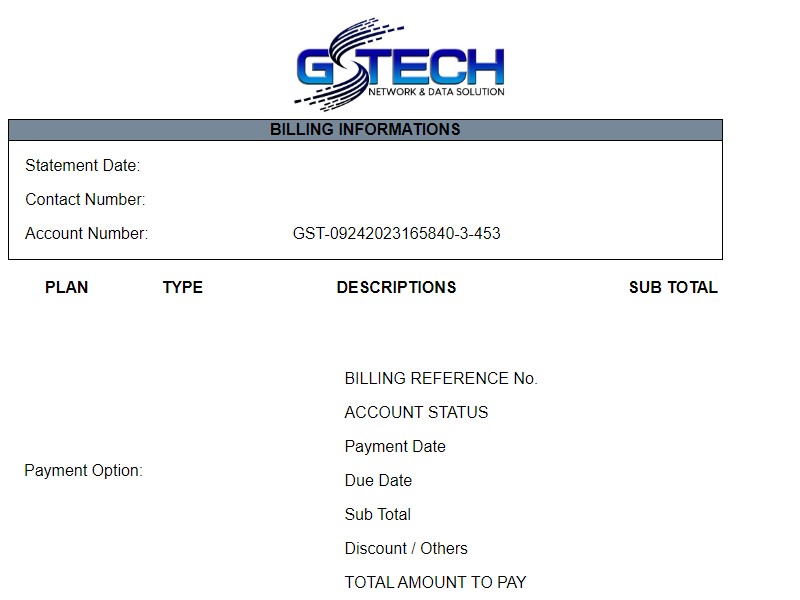 GSTECH
NETWORK & DATA SOLUTION
BILLING INFORMATIONS
Statement Date:
Contact Number:
Account Number: GST-09242023165840-3-453
PLAN TYPE DESCRIPTIONS SUB TOTAL
BILLING REFERENCE No.
ACCOUNT STATUS
Payment Date
Payment Option:
Due Date
Sub Total
Discount / Others
TOTAL AMOUNT TO PAY